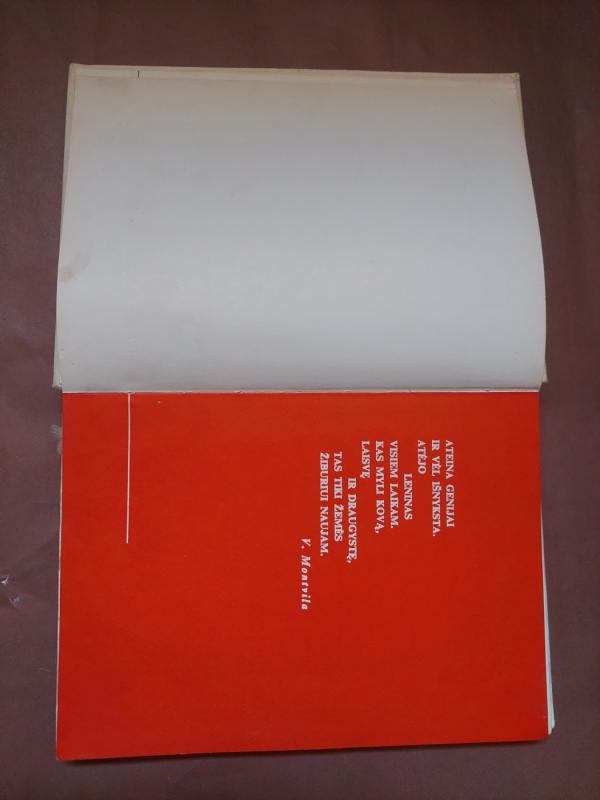 ATEINA GENIJAI
IR VĖL IŠNYKSTA.
ATĖJO
LENINAS
VISIEM LAIKAM.
KAS MYLI KOVĄ,
LAISVĘ
IR DRAUGYSTĘ,
TAS TIKI ŽEMĖS
ŽIBURIUI NAUJAM.
V. Montvila